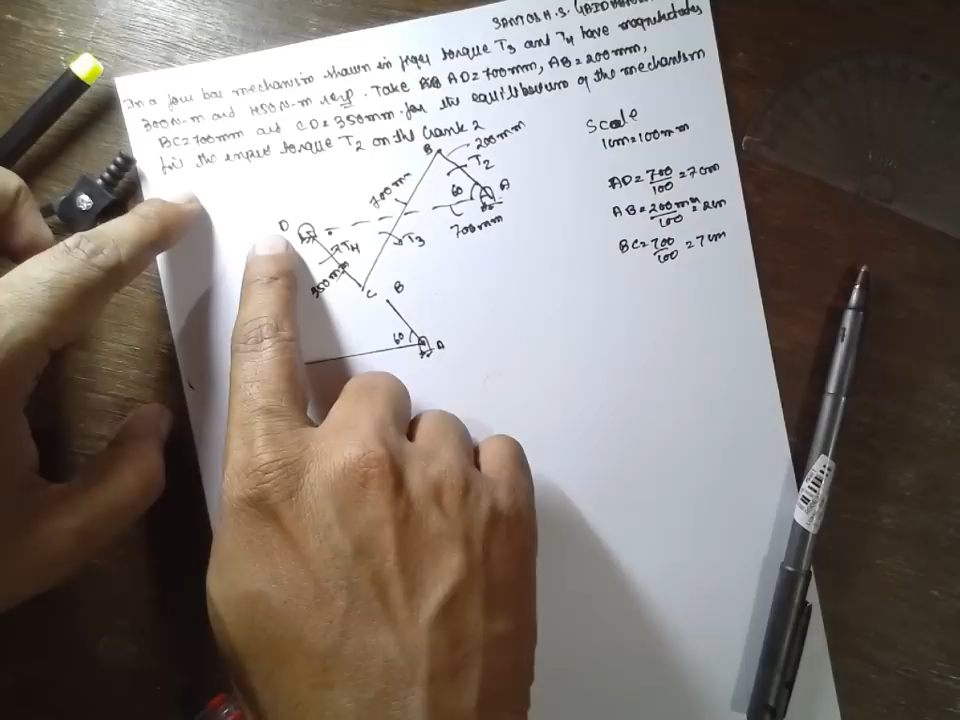 SANTOSH.S.
In a four bar mechanism shown in figer torque T3 and T4 have magnitudes
300N-m and 450N-m resp. Take AD=700mm, AB=200mm,
BC=700mm and CD=350mm. for the equilibrium of the mechanism
fin the input torque T2 on the crank 2
B
200mm
T2
60
A
700mm
700mm
D
T4
T3
350mm
C
B
60
A
Scale
1cm=100mm
AD=700/100=7cm
AB=200mm/100=2cm
BC=700/100=7cm